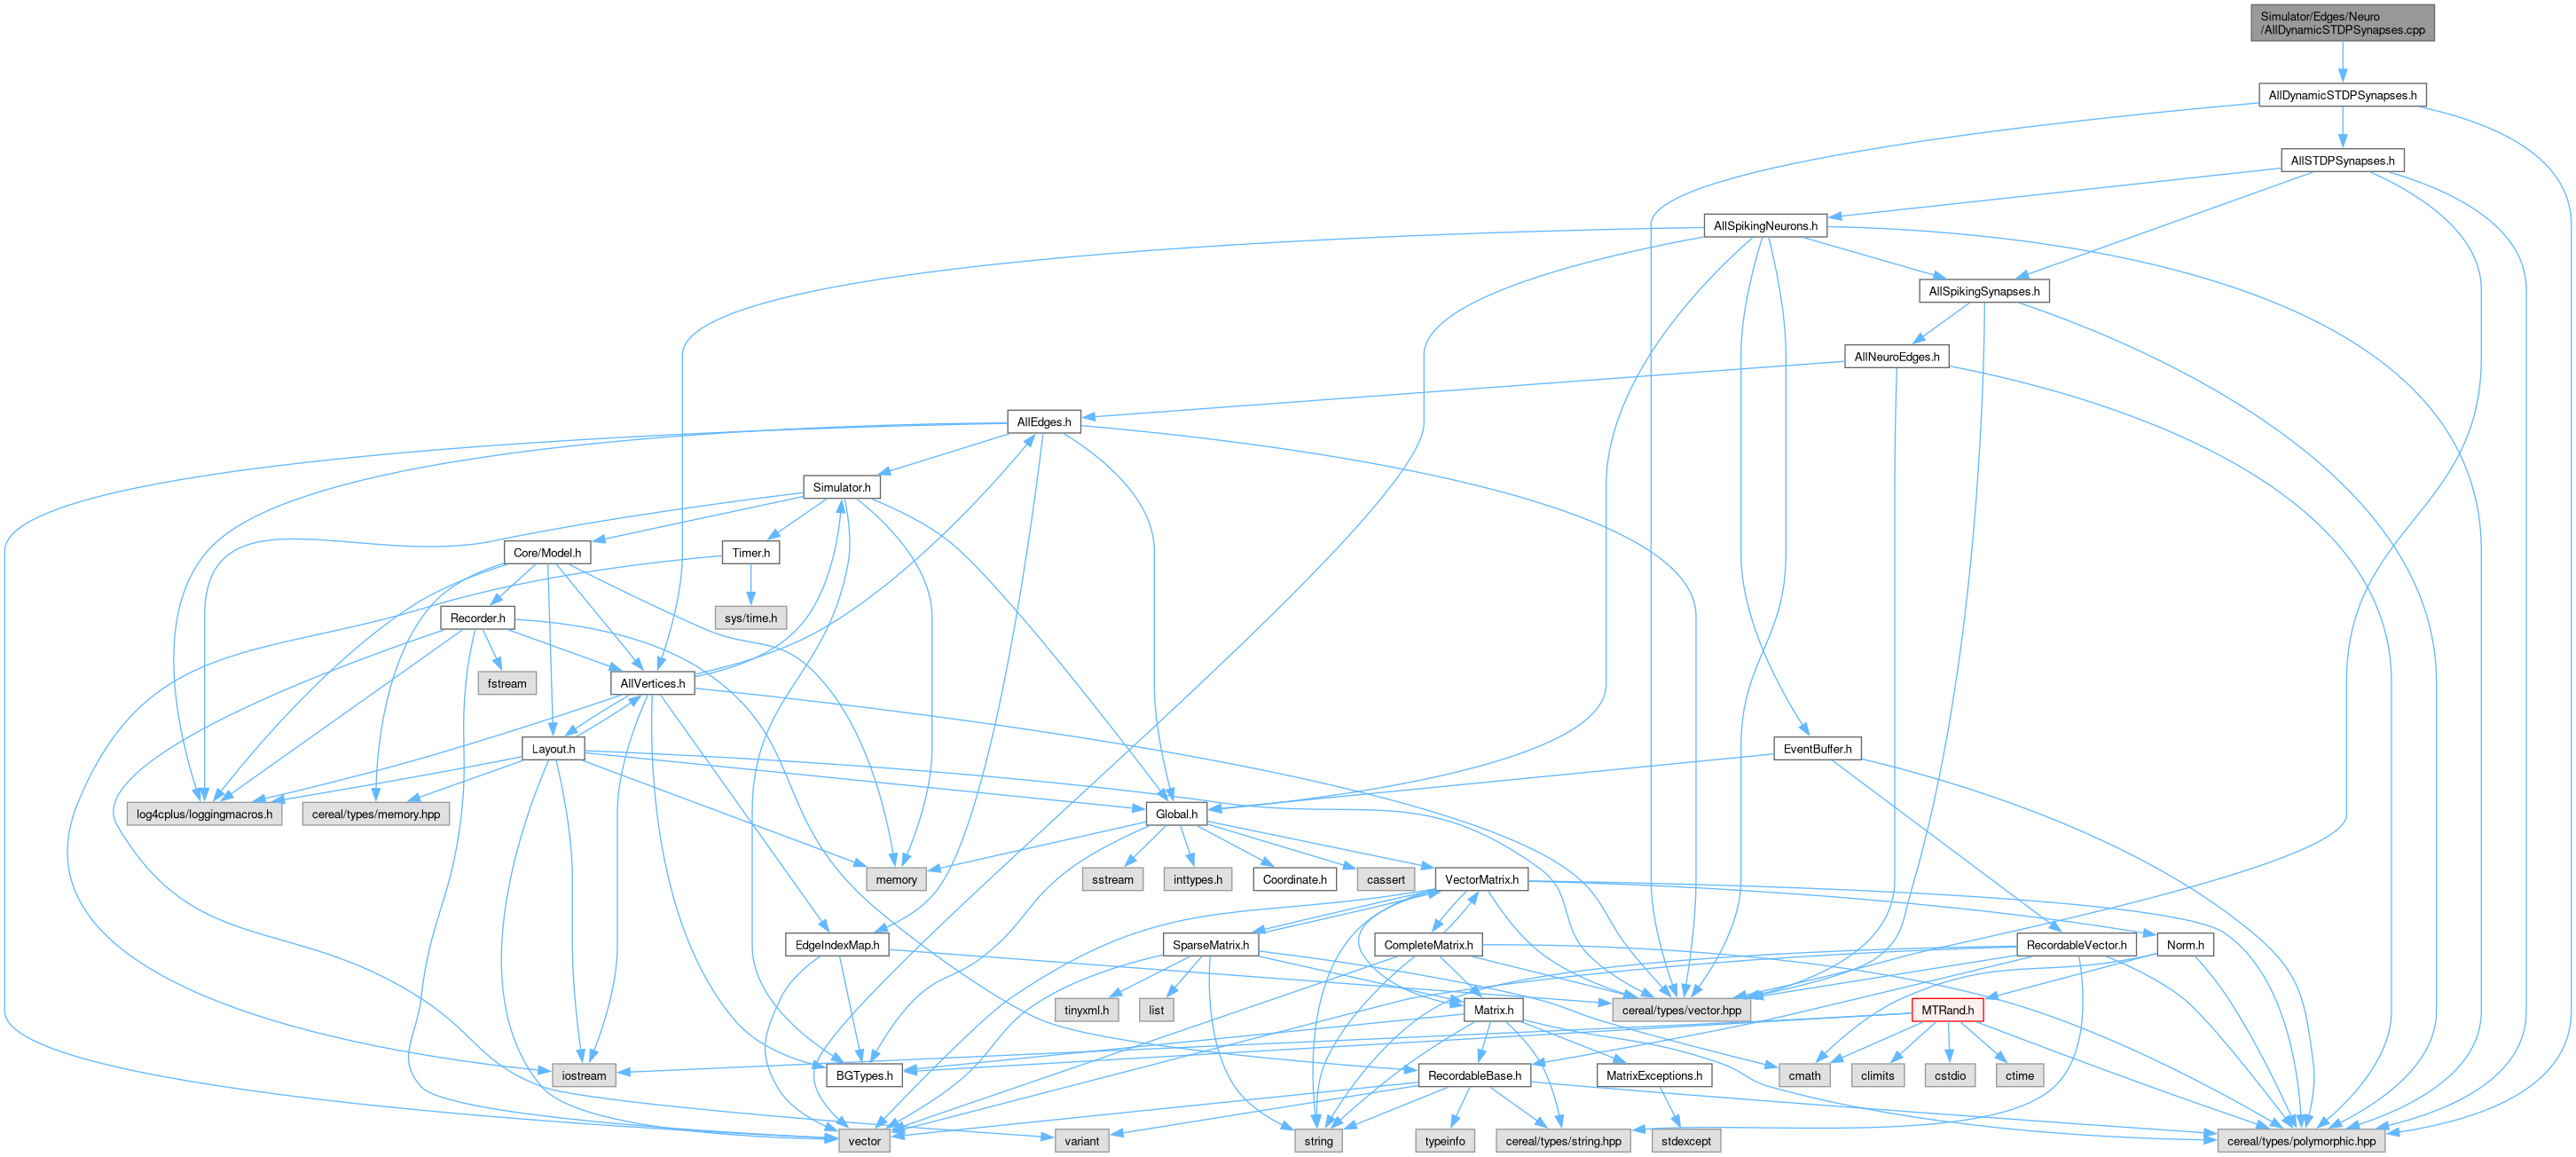 Simulator/Edges/Neuro
/AllDynamicSTDPSynapses.cpp
AllDynamicSTDPSynapses.h
AllSTDPSynapses.h
AllSpikingNeurons.h
AllSpikingSynapses.h
AllNeuroEdges.h
AllEdges.h
Simulator.h
Core/Model.h
Timer.h
Recorder.h
sys/time.h
fstream
AllVertices.h
Layout.h
EventBuffer.h
log4cplus/loggingmacros.h
cereal/types/memory.hpp
Global.h
memory
sstream
inttypes.h
Coordinate.h
cassert
VectorMatrix.h
EdgeIndexMap.h
SparseMatrix.h
CompleteMatrix.h
RecordableVector.h
Norm.h
tinyxml.h
list
Matrix.h
cereal/types/vector.hpp
MTRand.h
iostream
BGTypes.h
RecordableBase.h
MatrixExceptions.h
cmath
climits
cstdio
ctime
vector
variant
string
typeinfo
cereal/types/string.hpp
stdexcept
cereal/types/polymorphic.hpp